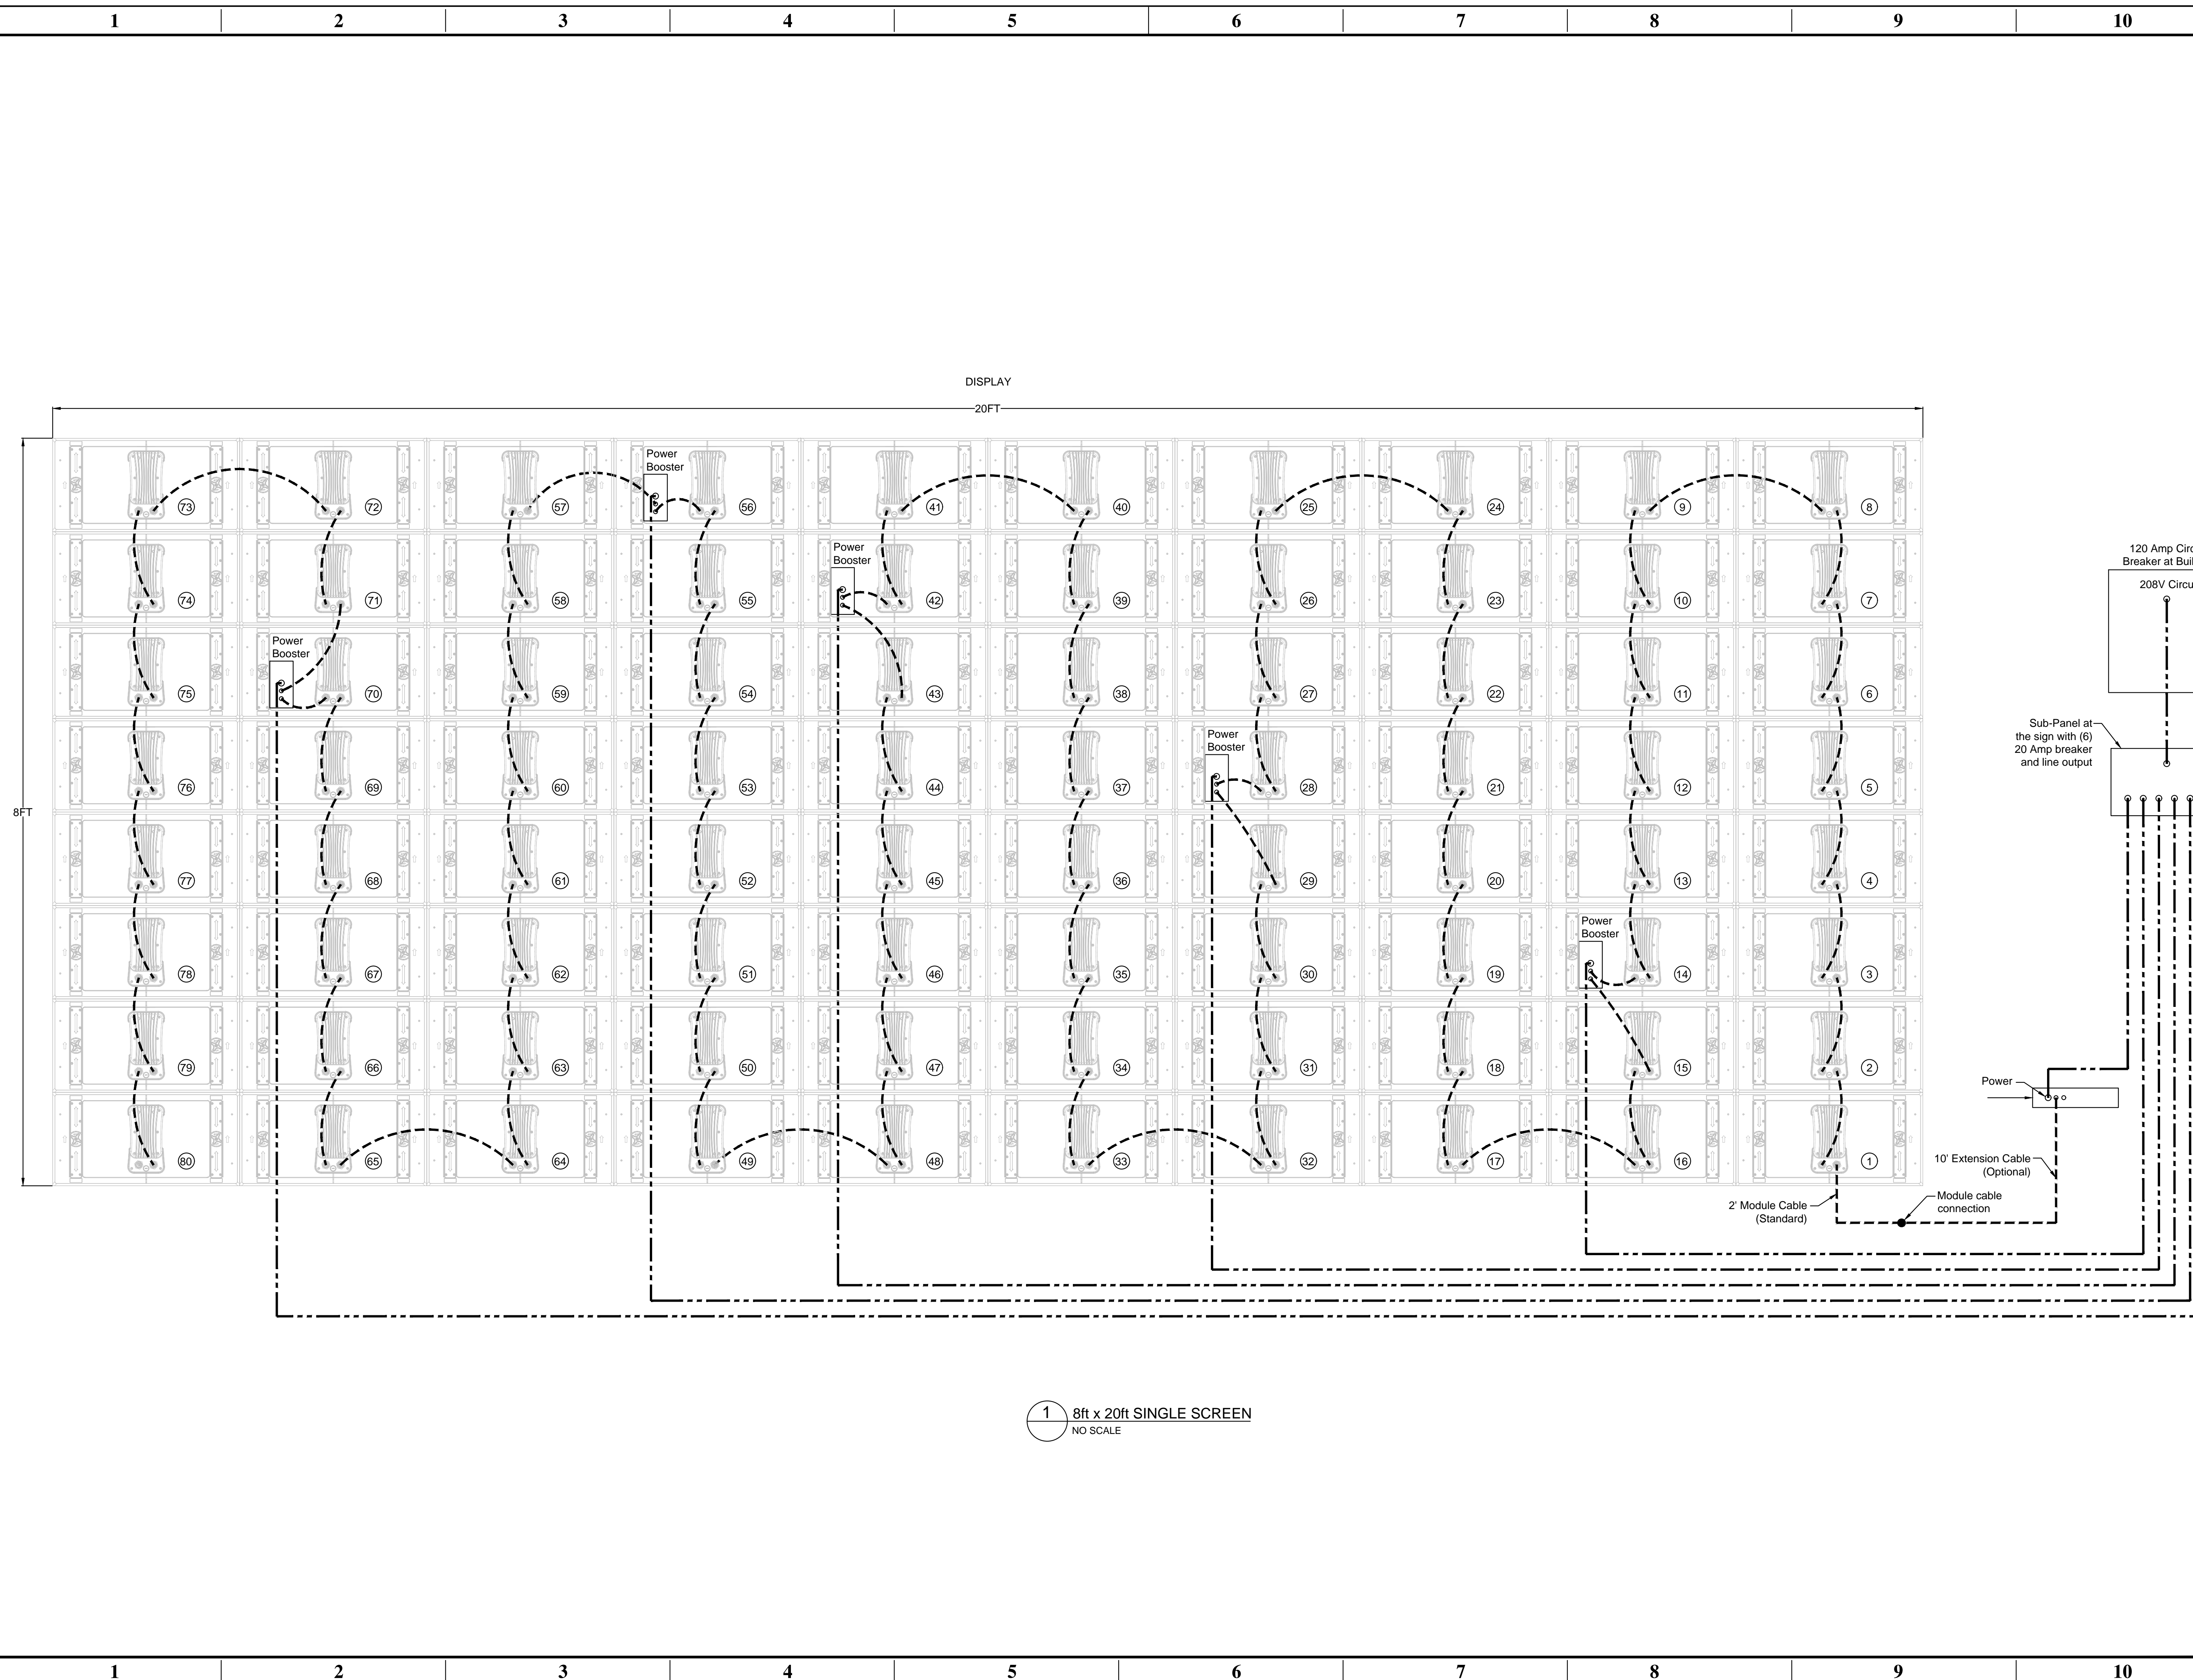 1 2 3 4 5 6 7 8 9 10
DISPLAY
20FT
8FT
Power
Booster
73 72 57 56 41 40 25 24 9 8
Power
Booster
74 71 58 55 42 39 26 23 10 7
Power
Booster
75 70 59 54 43 38 27 22 11 6
Power
Booster
76 69 60 53 44 37 28 21 12 5
77 68 61 52 45 36 29 20 13 4
Power
Booster
78 67 62 51 46 35 30 19 14 3
79 66 63 50 47 34 31 18 15 2
80 65 64 49 48 33 32 17 16 1
120 Amp
Breaker at
208V
Sub-Panel at
the sign with (6)
20 Amp breaker
and line output
Power
10' Extension Cable
(Optional)
Module cable
connection
2' Module Cable
(Standard)
1 8ft x 20ft SINGLE SCREEN
NO SCALE
1 2 3 4 5 6 7 8 9 10